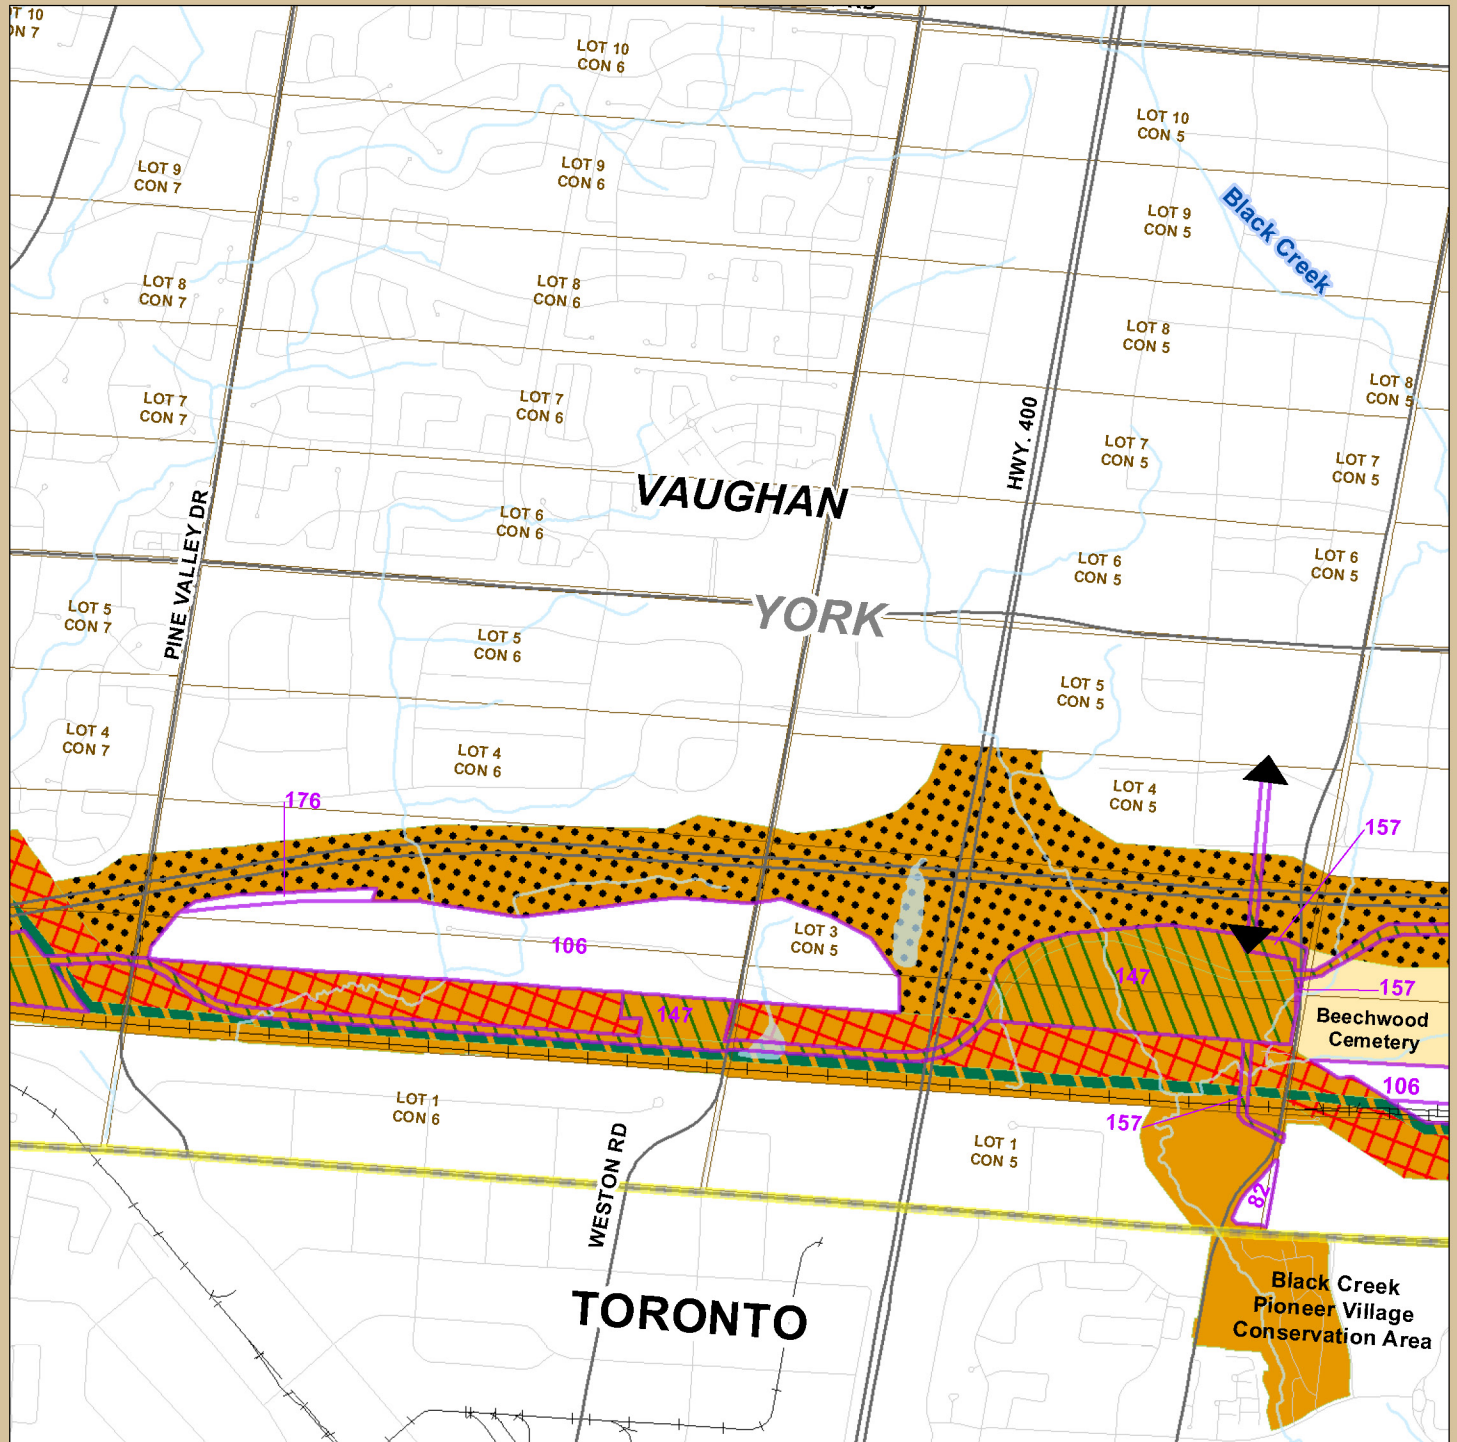 LOT 10
CON 6
LOT 10
CON 5
LOT 9
CON 7
LOT 9
CON 6
LOT 9
CON 5
Black Creek
LOT 8
CON 7
LOT 8
CON 6
LOT 8
CON 5
LOT 8
CON 5
LOT 7
CON 7
LOT 7
CON 6
HWY. 400
LOT 7
CON 5
LOT 7
CON 5
VAUGHAN
PINE VALLEY DR
LOT 6
CON 6
LOT 6
CON 5
LOT 6
CON 5
YORK
LOT 5
CON 7
LOT 5
CON 6
LOT 5
CON 5
LOT 4
CON 7
LOT 4
CON 6
LOT 4
CON 5
176
157
106
LOT 3
CON 5
147
157
147
Beechwood
Cemetery
106
LOT 1
CON 6
157
LOT 1
CON 5
WESTON RD
82
TORONTO
Black Creek
Pioneer Village
Conservation Area